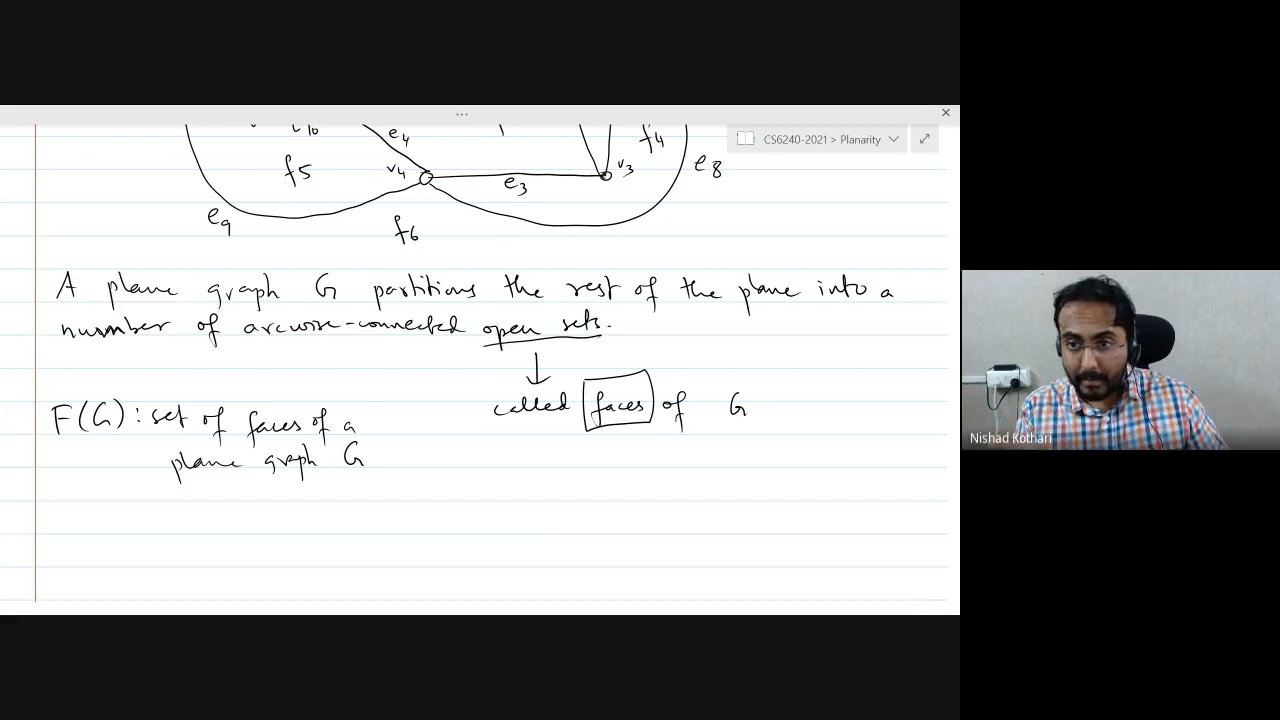 CS6240-2021 > Planarity
e10 e4 f4
f5 v4 v3 e8
e3
e9
f6
A plane graph G partitions the rest of the plane into a
number of arcwise-connected open sets.
called faces of G
F(G): set of faces of a
plane graph G
Nishad Kothari